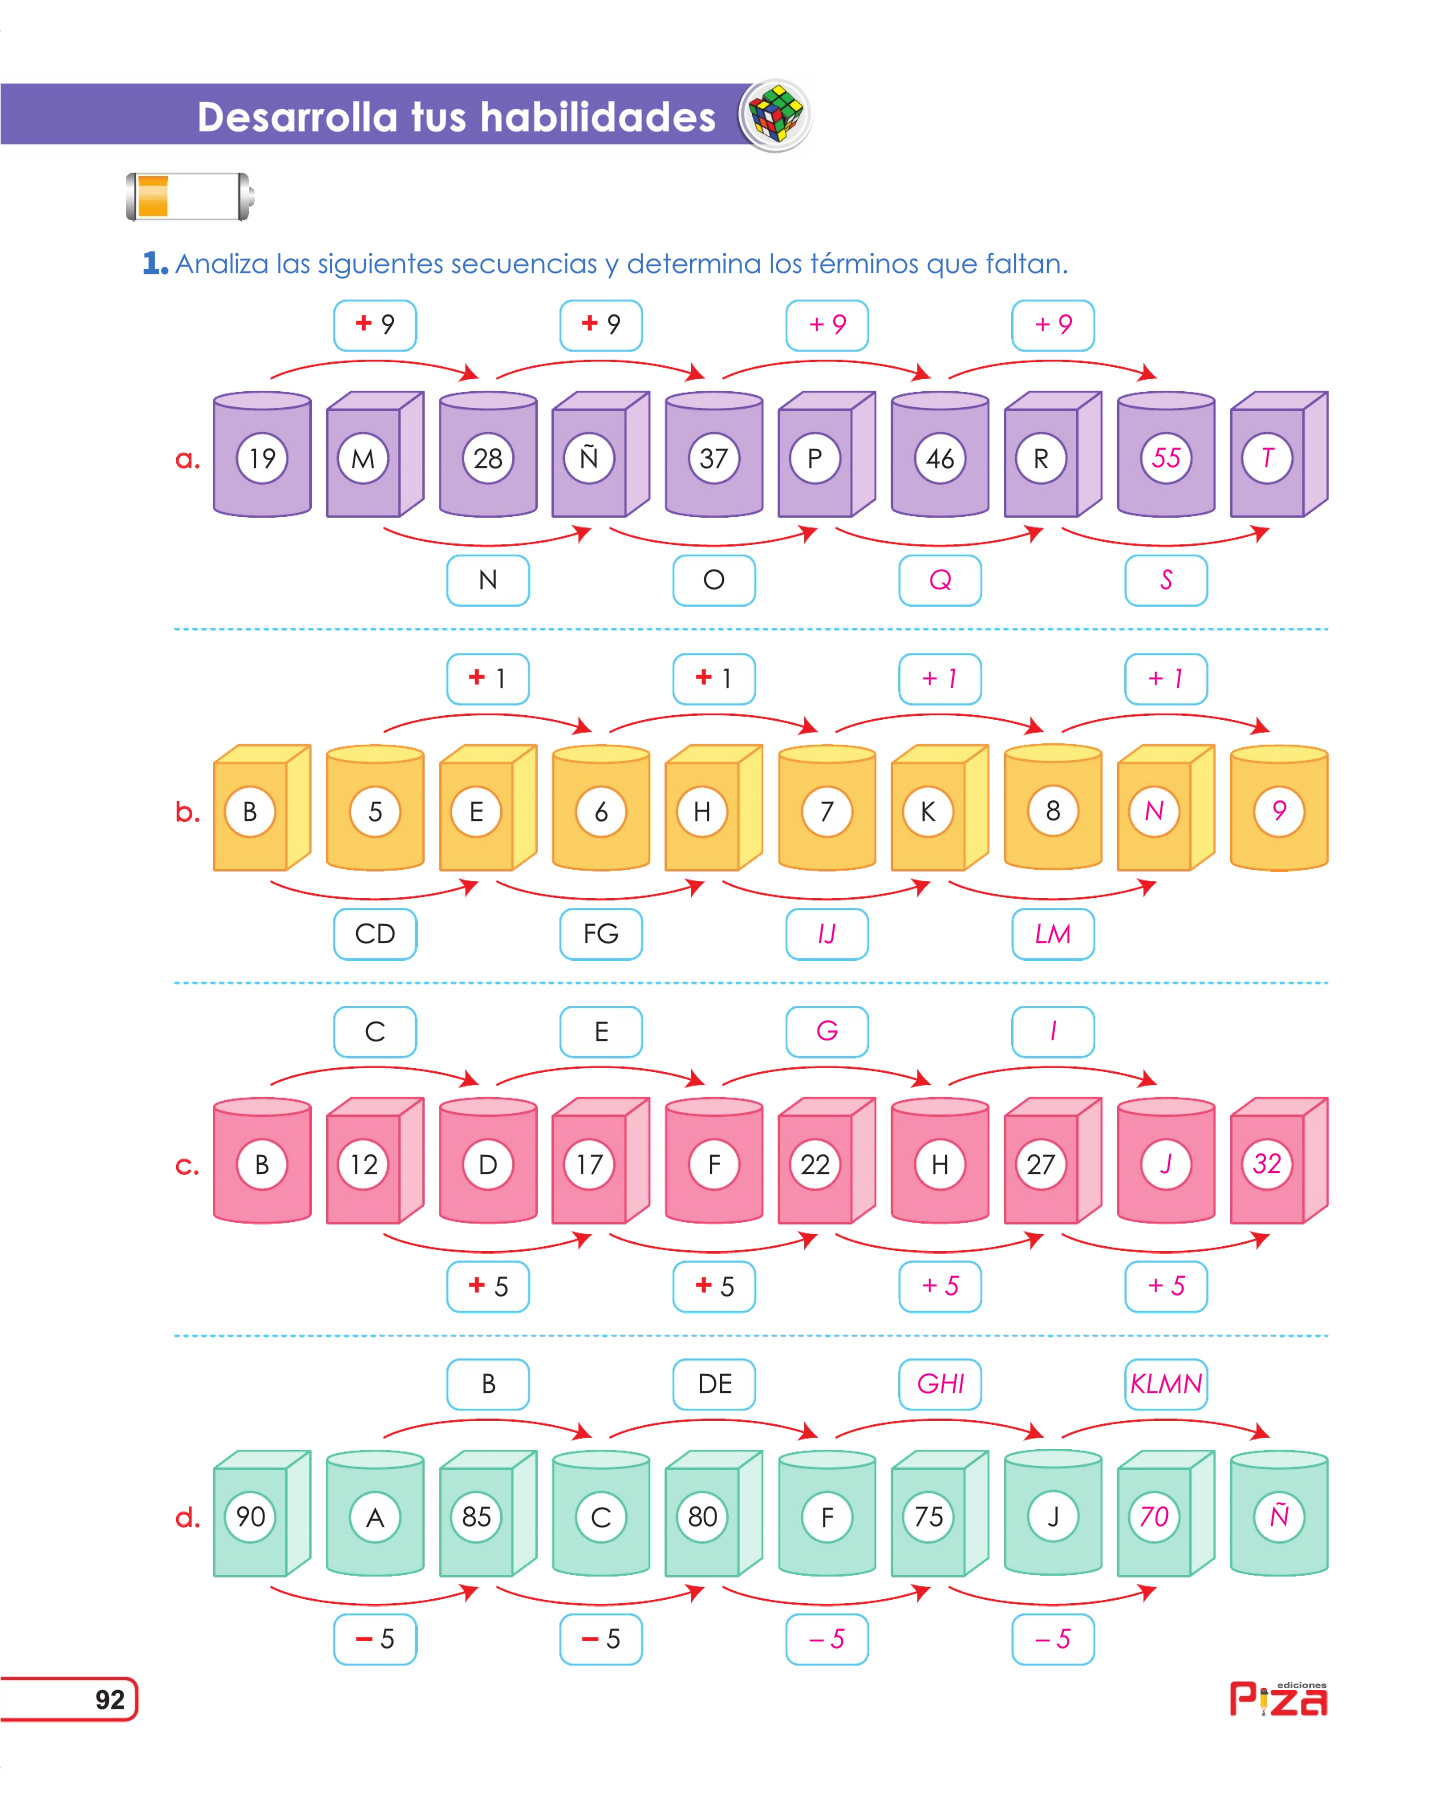 Desarrolla tus habilidades
1. Analiza las siguientes secuencias y determina los términos que faltan.
+ 9 + 9 + 9 + 9
a. 19 M 28 Ñ 37 P 46 R 55 T
N O Q S
+ 1 + 1 + 1 + 1
b. B 5 E 6 H 7 K 8 N 9
CD FG IJ LM
C E G I
c. B 12 D 17 F 22 H 27 J 32
+ 5 + 5 + 5 + 5
B DE GHI KLMN
d. 90 A 85 C 80 F 75 J 70 Ñ
– 5 – 5 – 5 – 5
92
ediciones
Piza